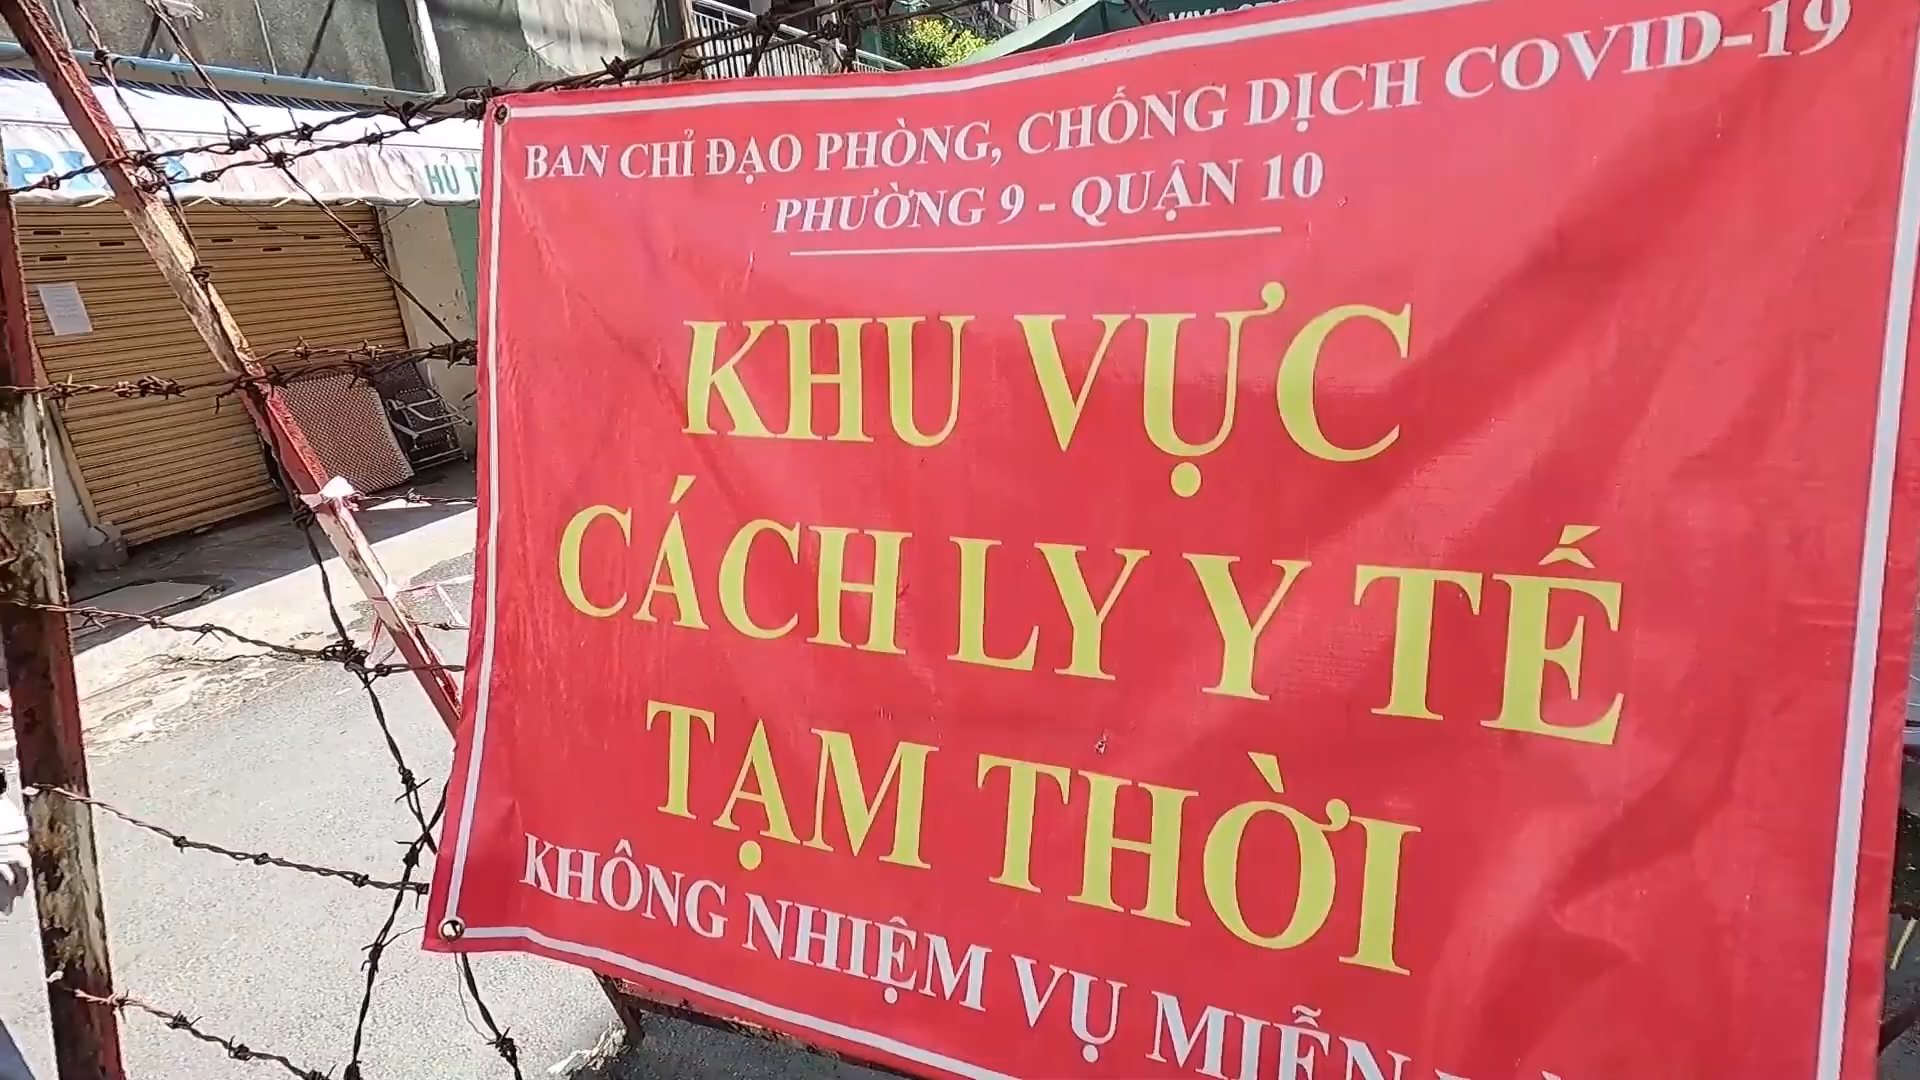 BAN CHỈ ĐẠO PHÒNG, CHỐNG DỊCH COVID-19
PHƯỜNG 9 - QUẬN 10
KHU VỰC
CÁCH LY Y TẾ
TẠM THỜI
KHÔNG NHIỆM VỤ MIỄN
HỦ T